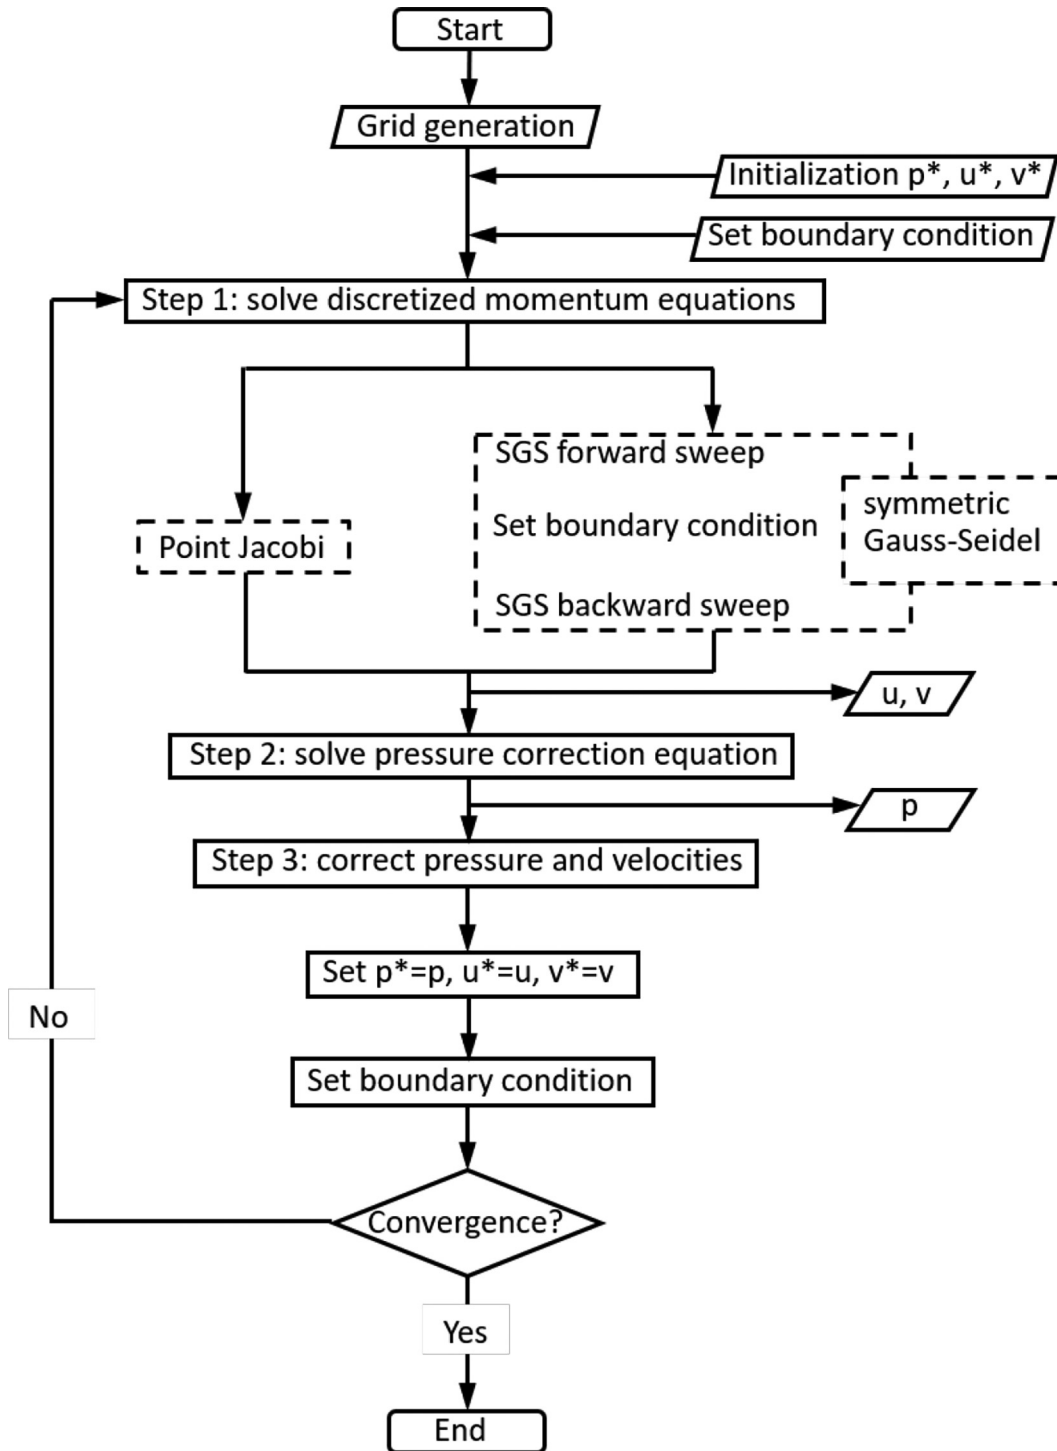 Start
Grid generation
Initialization p*, u*, v*
Set boundary condition
Step 1: solve discretized momentum equations
SGS forward sweep
Set boundary condition
SGS backward sweep
symmetric
Gauss-Seidel
Point Jacobi
u, v
Step 2: solve pressure correction equation
p
Step 3: correct pressure and velocities
Set p*=p, u*=u, v*=v
No
Set boundary condition
Convergence?
Yes
End